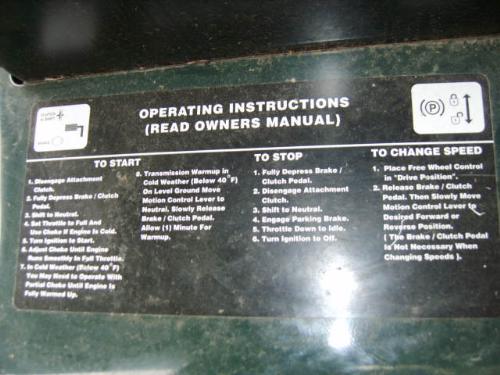 OPERATING INSTRUCTIONS
(READ OWNERS MANUAL)
TO START
1. Disengage Attachment
Clutch.
2. Fully Depress Brake / Clutch
Pedal.
3. Shift to Neutral.
4. Set Throttle to Full And
Use Choke if Engine Is Cold.
5. Turn Ignition to Start.
6. Adjust Choke Until Engine
Runs Smoothly In Full Throttle.
7. In Cold Weather (Below 40°F)
You May Need to Operate With
Partial Choke Until Engine Is
Fully Warmed Up.
8. Transmission Warmup in
Cold Weather (Below 40°F)
On Level Ground Move
Motion Control Lever to
Neutral. Slowly Release
Brake / Clutch Pedal.
Allow (1) Minute For
Warmup.
TO STOP
1. Fully Depress Brake /
Clutch Pedal.
2. Disengage Attachment
Clutch.
3. Shift to Neutral.
4. Engage Parking Brake.
5. Throttle Down to Idle.
6. Turn Ignition to Off.
TO CHANGE SPEED
1. Place Free Wheel Control
in "Drive Position".
2. Release Brake / Clutch
Pedal. Then Slowly Move
Motion Control Lever to
Desired Forward or
Reverse Position.
( The Brake / Clutch Pedal
Is Not Necessary When
Changing Speeds ).
(P)